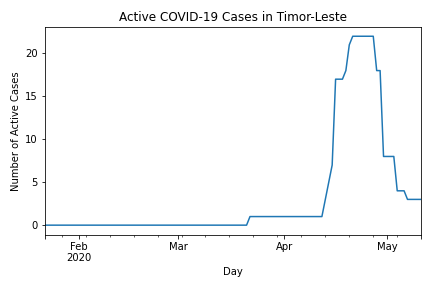 Active COVID-19 Cases in Timor-Leste
20
15
10
5
0
Number of Active Cases
Feb
2020
Mar
Apr
May
Day